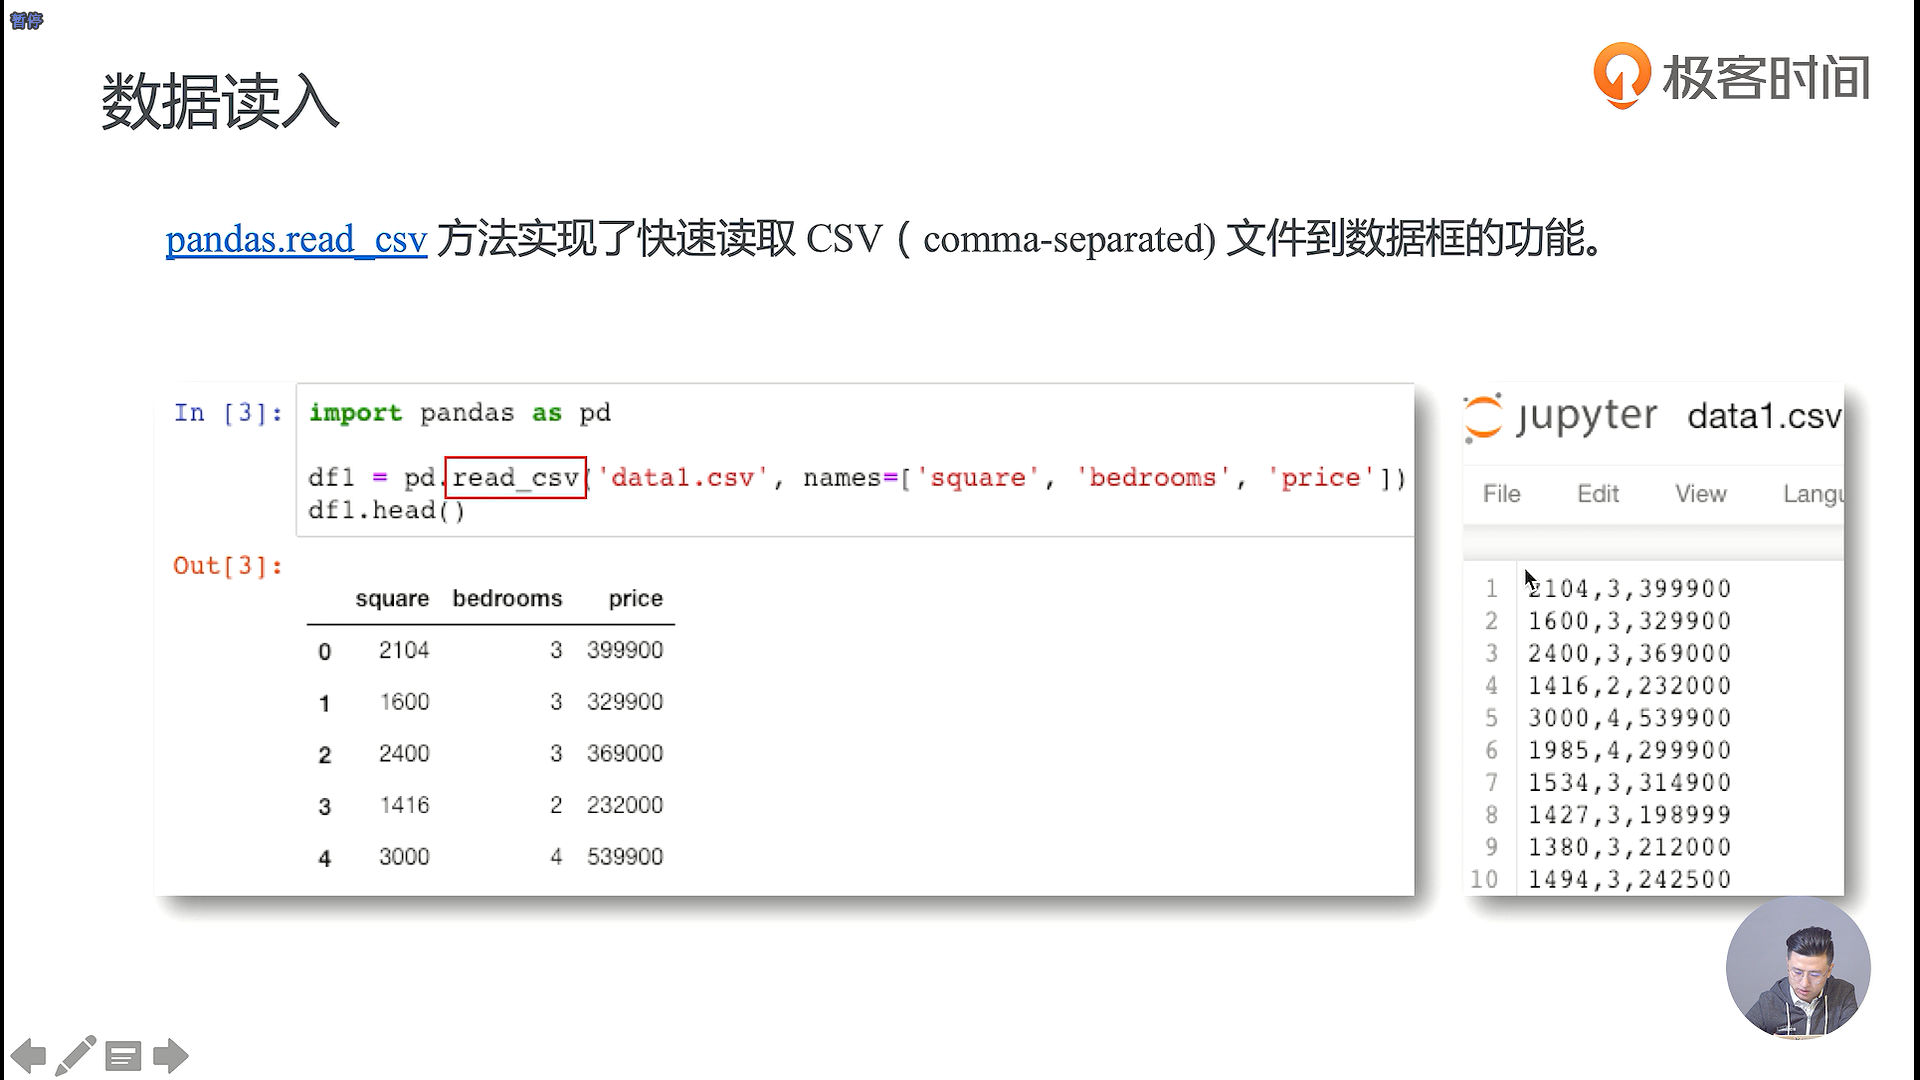 暂停
极客时间
数据读入
pandas.read_csv 方法实现了快速读取 CSV（comma-separated) 文件到数据框的功能。
In [3]:
import pandas as pd
df1 = pd.read_csv('data1.csv', names=['square', 'bedrooms', 'price'])
df1.head()
Out[3]:
square bedrooms price
0 2104 3 399900
1 1600 3 329900
2 2400 3 369000
3 1416 2 232000
4 3000 4 539900
jupyter data1.csv
File Edit View Langu
1 2104,3,399900
2 1600,3,329900
3 2400,3,369000
4 1416,2,232000
5 3000,4,539900
6 1985,4,299900
7 1534,3,314900
8 1427,3,198999
9 1380,3,212000
10 1494,3,242500